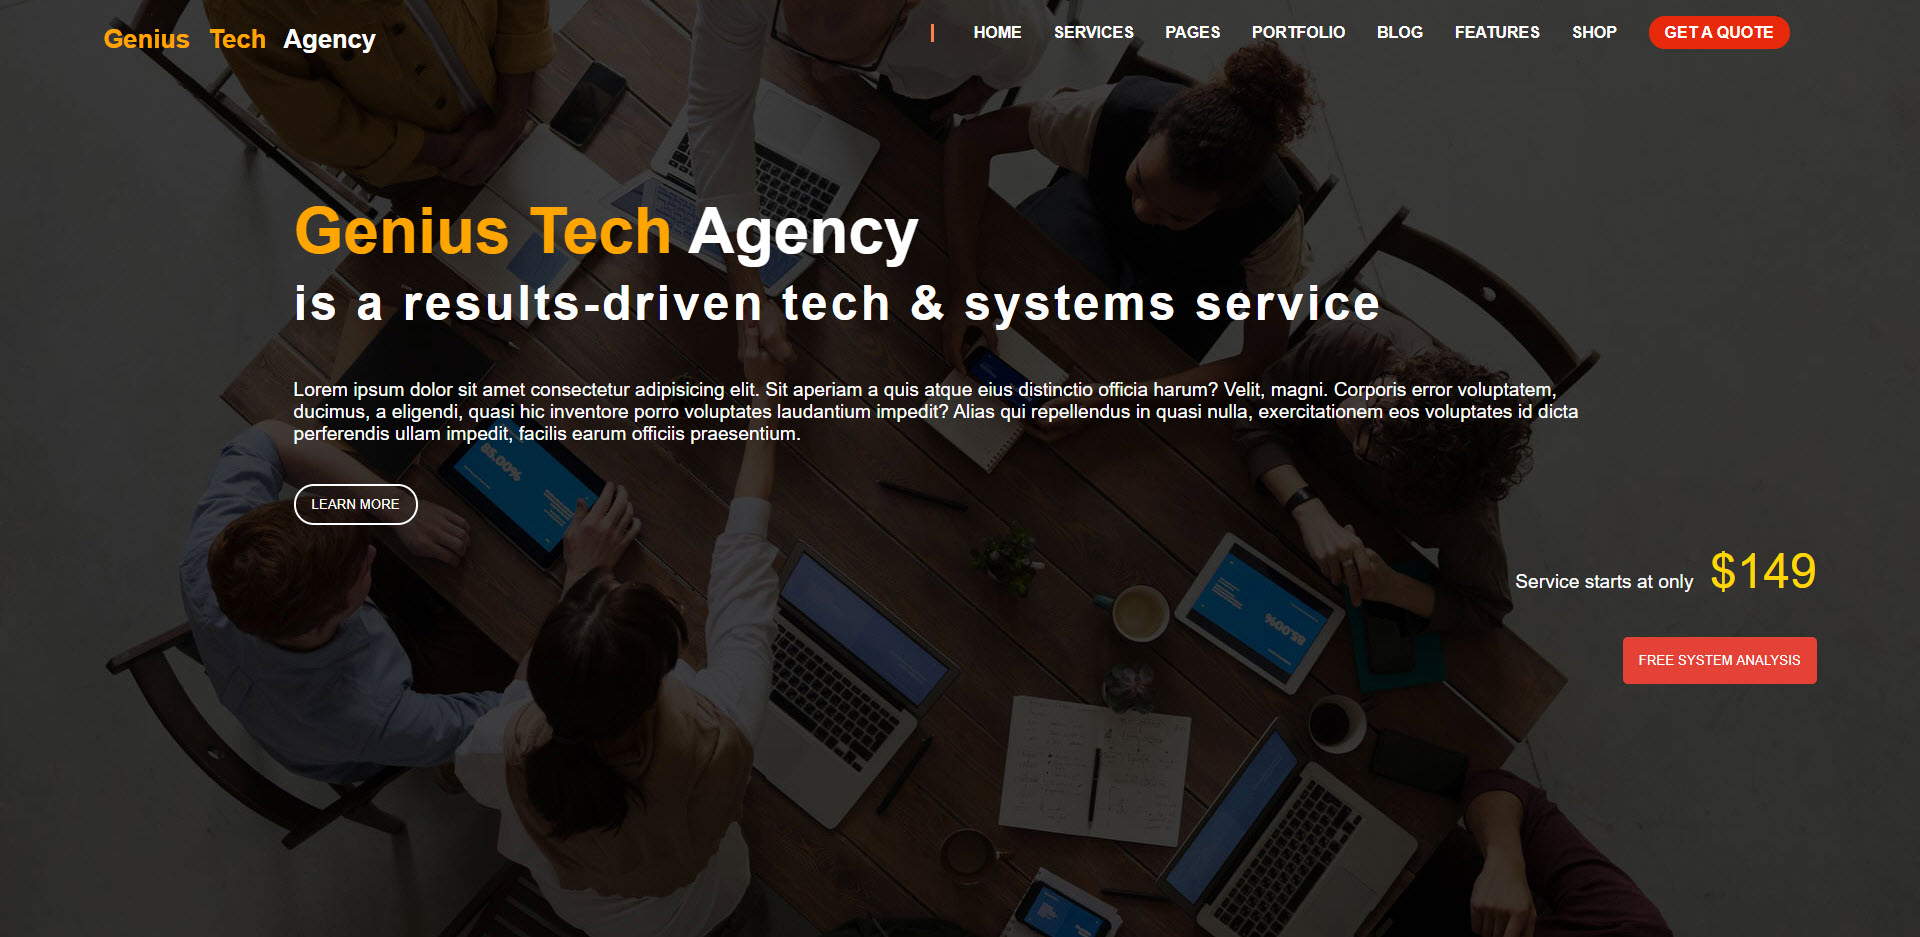 Genius Tech Agency
HOME SERVICES PAGES PORTFOLIO BLOG FEATURES SHOP GET A QUOTE
Genius Tech Agency
is a results-driven tech & systems service
Lorem ipsum dolor sit amet consectetur adipisicing elit. Sit aperiam a quis atque eius distinctio officia harum? Velit, magni. Corporis error voluptatem,
ducimus, a eligendi, quasi hic inventore porro voluptates laudantium impedit? Alias qui repellendus in quasi nulla, exercitationem eos voluptates id dicta
perferendis ullam impedit, facilis earum officiis praesentium.
85.00%
LEARN MORE
Service starts at only $149
85.00%
FREE SYSTEM ANALYSIS